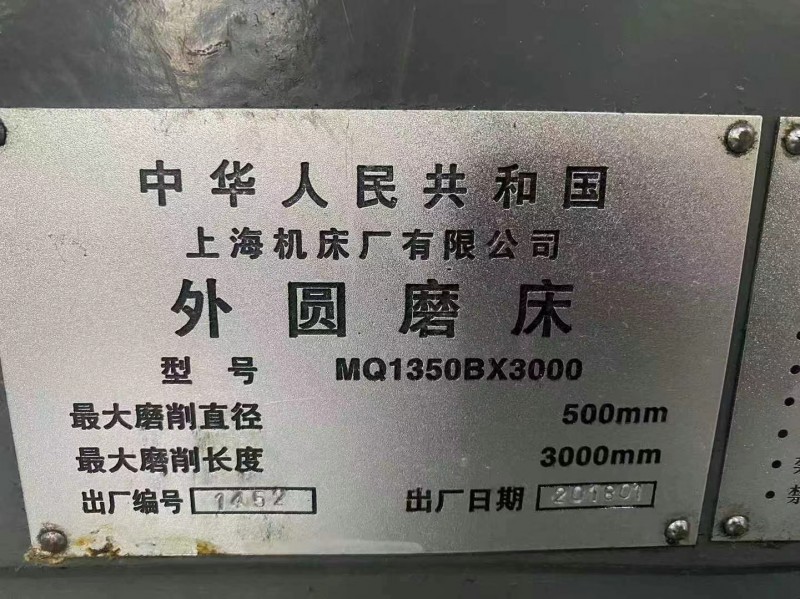 中华人民共和国
上海机床厂有限公司
外圆磨床
型号 MQ1350BX3000
最大磨削直径 500mm
最大磨削长度 3000mm
出厂编号 1452 出厂日期 201801
禁